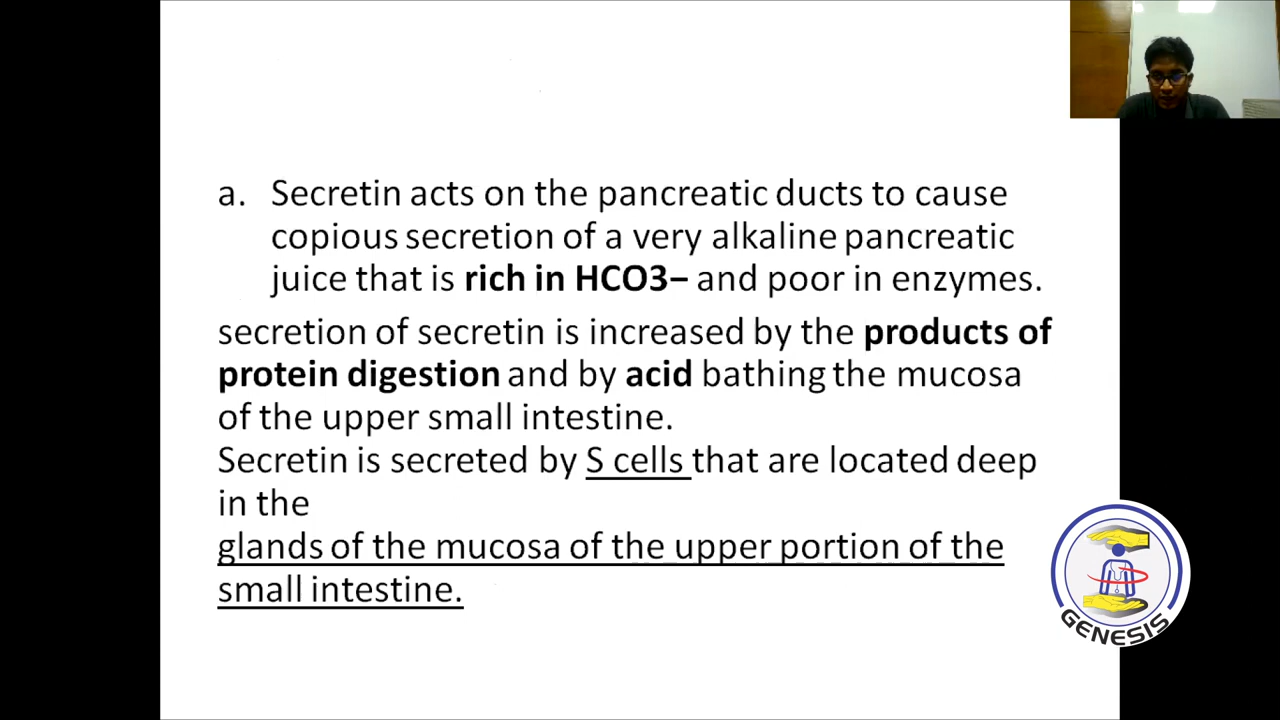 a. Secretin acts on the pancreatic ducts to cause
copious secretion of a very alkaline pancreatic
juice that is rich in HCO3− and poor in enzymes.
secretion of secretin is increased by the products of
protein digestion and by acid bathing the mucosa
of the upper small intestine.
Secretin is secreted by S cells that are located deep
in the
glands of the mucosa of the upper portion of the
small intestine.
GENESIS